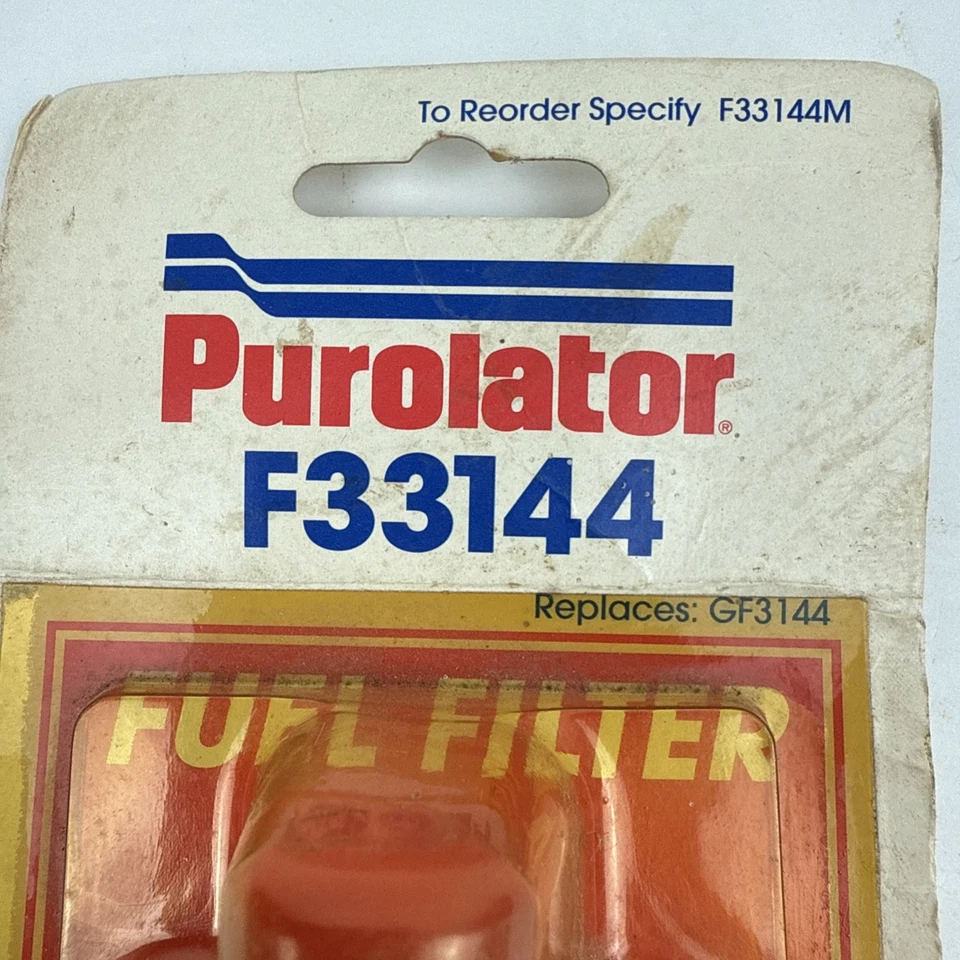 To Reorder Specify F33144M
Purolator®
F33144
Replaces: GF3144
FUEL FILTER